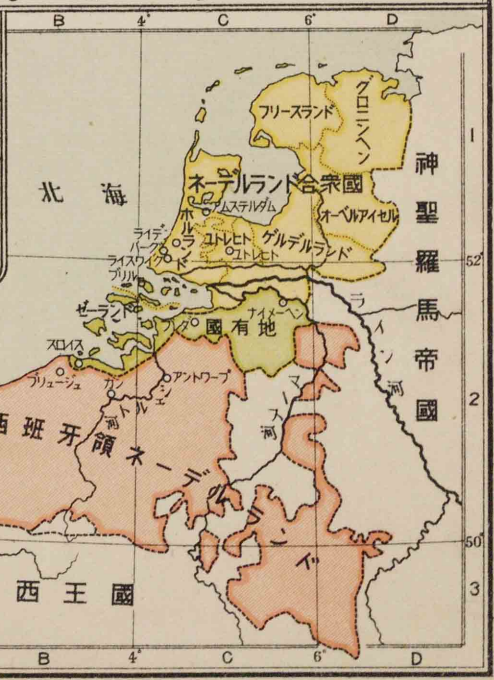 B 4° C 6° D
グロニンヘン
フリースランド
1
神聖羅馬帝國
北海
ネーデルランド合衆國
アムステルダム
オーベルアイセル
ホルランド
ライデン
ユトレヒト
ゲルデルランド
ハーク
ユトレヒト
ライスワイク
52°
ブリル
ライン河
ゼーランド
ナイメーヘン
ブレダ
國有地
スロイス
ブリュージュ
ガン
アントワープ
シェルト河
マース河
2
西班牙領ネーデルランド
50°
西王國
3
B 4° C 6° D